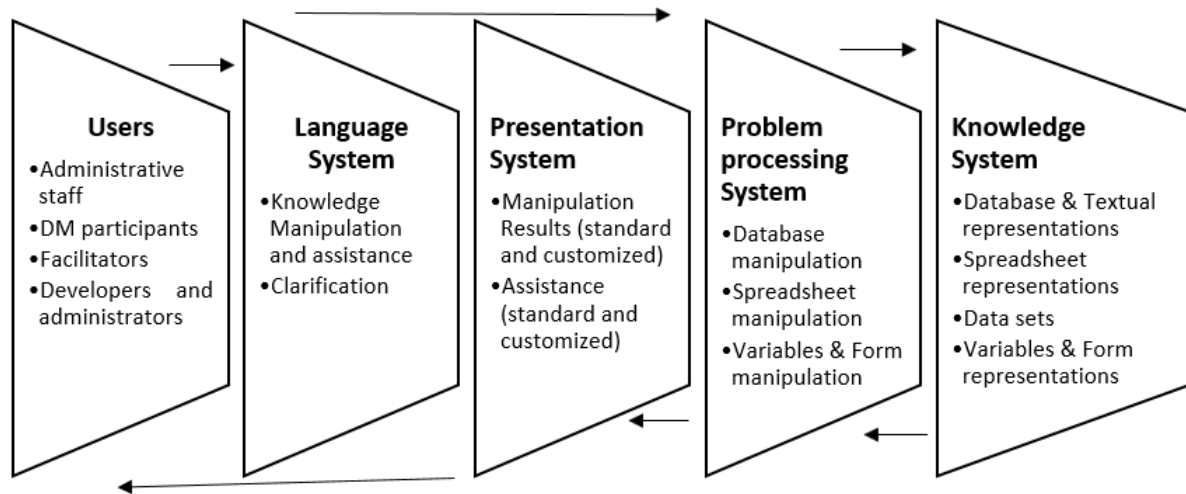 Users
•Administrative
staff
•DM participants
•Facilitators
•Developers and
administrators
Language
System
•Knowledge
Manipulation
and assistance
•Clarification
Presentation
System
•Manipulation
Results (standard
and customized)
•Assistance
(standard and
customized)
Problem
processing
System
•Database
manipulation
•Spreadsheet
manipulation
•Variables & Form
manipulation
Knowledge
System
•Database & Textual
representations
•Spreadsheet
representations
•Data sets
•Variables & Form
representations